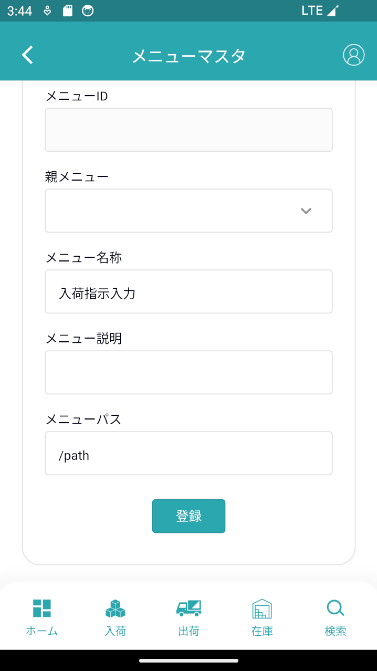 3:44 LTE
メニューマスタ
メニューID
親メニュー
メニュー名称
入荷指示入力
メニュー説明
メニューパス
/path
登録
ホーム 入荷 出荷 在庫 検索